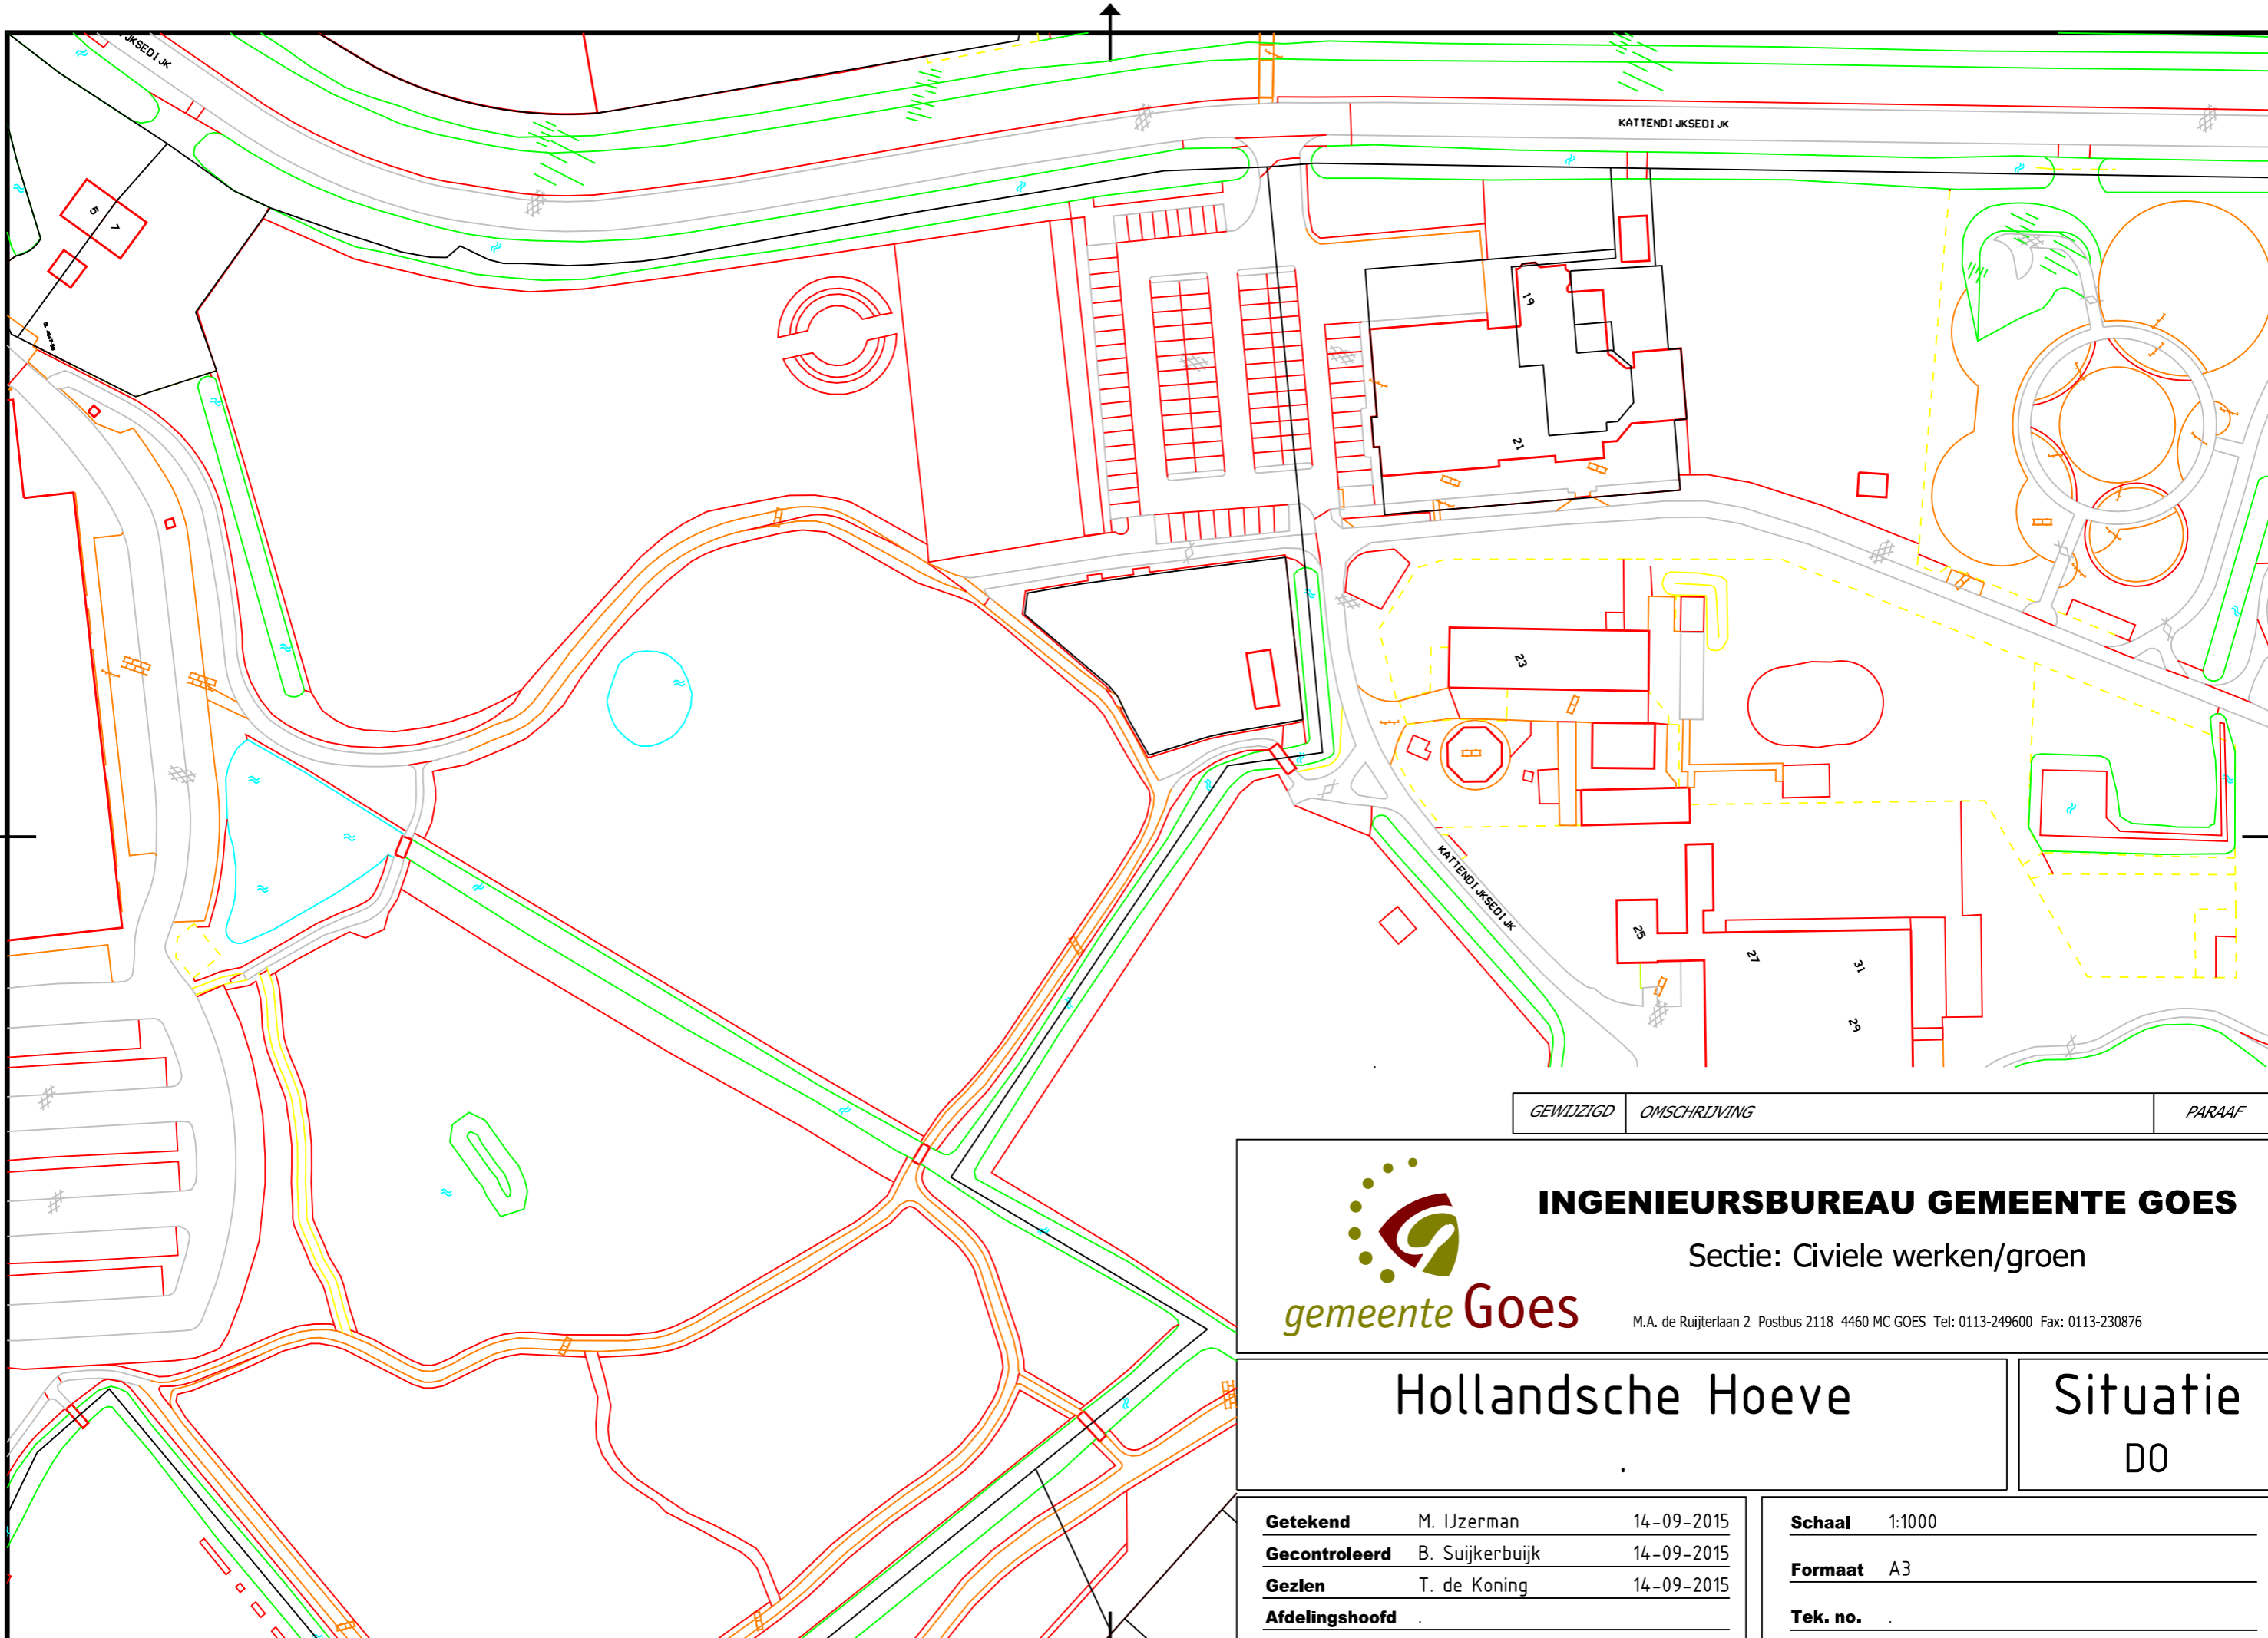 JKSEDIJK
KATTENDIJKSEDIJK
5
7
19
21
23
KATTENDIJKSEDIJK
25
27
31
29
GEWIJZIGD OMSCHRIJVING PARAAF
INGENIEURSBUREAU GEMEENTE GOES
Sectie: Civiele werken/groen
gemeente Goes
M.A. de Ruijterlaan 2 Postbus 2118 4460 MC GOES Tel: 0113-249600 Fax: 0113-230876
Hollandsche Hoeve
.
Situatie
DO
Getekend M. IJzerman 14-09-2015
Gecontroleerd B. Suijkerbuijk 14-09-2015
Gezien T. de Koning 14-09-2015
Afdelingshoofd .
Schaal 1:1000
Formaat A3
Tek. no. .